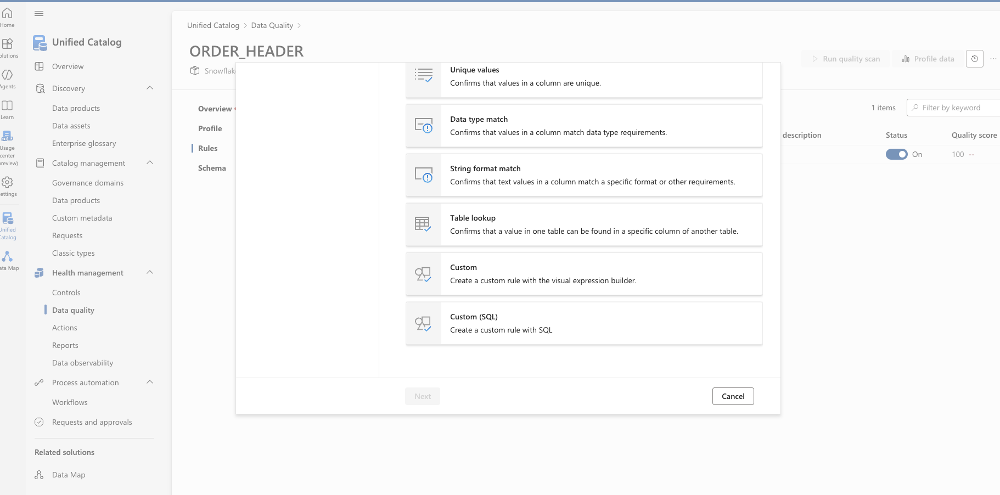 Home
olutions
Agents
Learn
Usage
center
preview)
ettings
Unified
Catalog
ata Map
Unified Catalog
Overview
Discovery
Data products
Data assets
Enterprise glossary
Catalog management
Governance domains
Data products
Custom metadata
Requests
Classic types
Health management
Controls
Data quality
Actions
Reports
Data observability
Process automation
Workflows
Requests and approvals
Related solutions
Data Map
Unified Catalog > Data Quality >
ORDER_HEADER
Snowflak
Run quality scan
Profile data
Overview
Profile
Rules
Schema
1 items
Filter by keyword
description
Status
Quality score
On
100 --
Unique values
Confirms that values in a column are unique.
Data type match
Confirms that values in a column match data type requirements.
String format match
Confirms that text values in a column match a specific format or other requirements.
Table lookup
Confirms that a value in one table can be found in a specific column of another table.
Custom
Create a custom rule with the visual expression builder.
Custom (SQL)
Create a custom rule with SQL
Next
Cancel